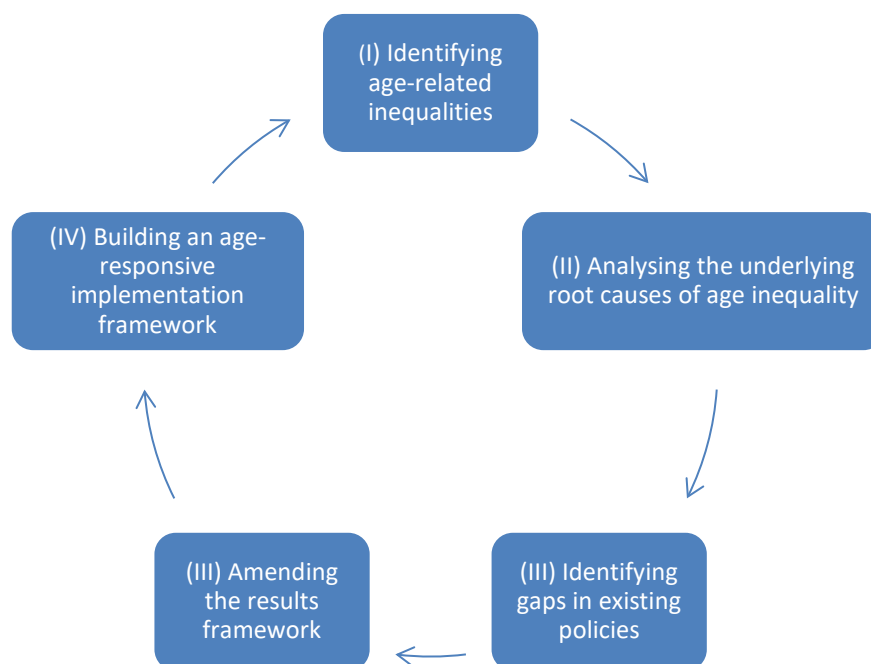 (I) Identifying
age-related
inequalities
(II) Analysing the underlying
root causes of age inequality
(III) Identifying
gaps in existing
policies
(III) Amending
the results
framework
(IV) Building an age-
responsive
implementation
framework